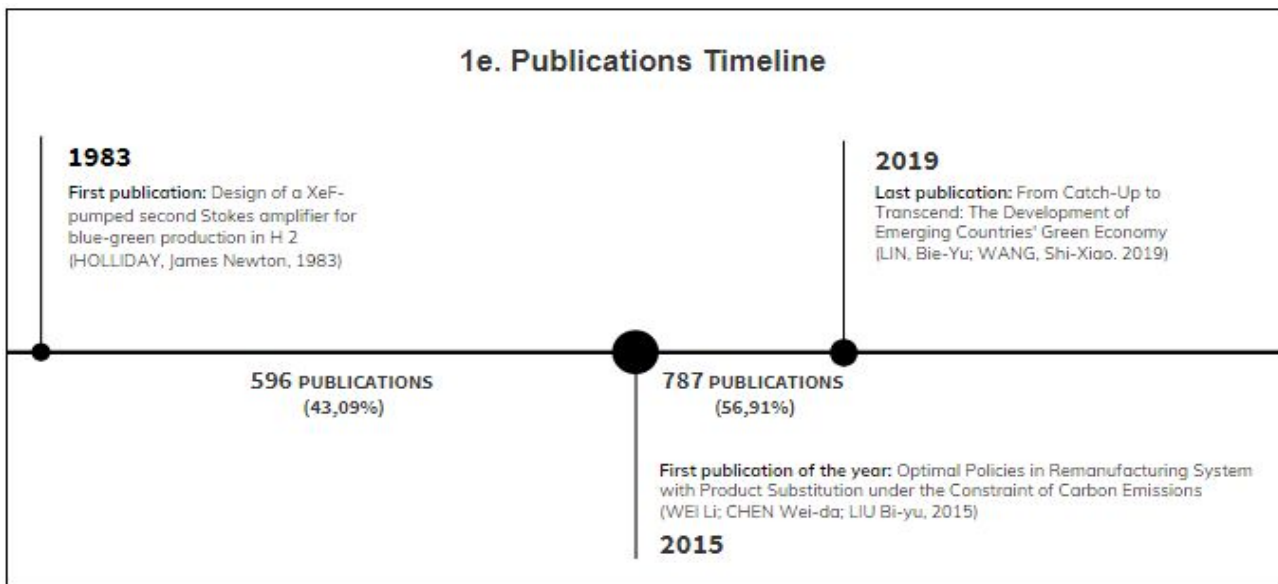 1e. Publications Timeline
1983
First publication: Design of a XeF-
pumped second Stokes amplifier for
blue-green production in H 2
(HOLLIDAY, James Newton, 1983)
2019
Last publication: From Catch-Up to
Transcend: The Development of
Emerging Countries' Green Economy
(LIN, Bie-Yu; WANG, Shi-Xiao. 2019)
596 PUBLICATIONS
(43,09%)
787 PUBLICATIONS
(56,91%)
First publication of the year: Optimal Policies in Remanufacturing System
with Product Substitution under the Constraint of Carbon Emissions
(WEI Li; CHEN Wei-da; LIU Bi-yu, 2015)
2015